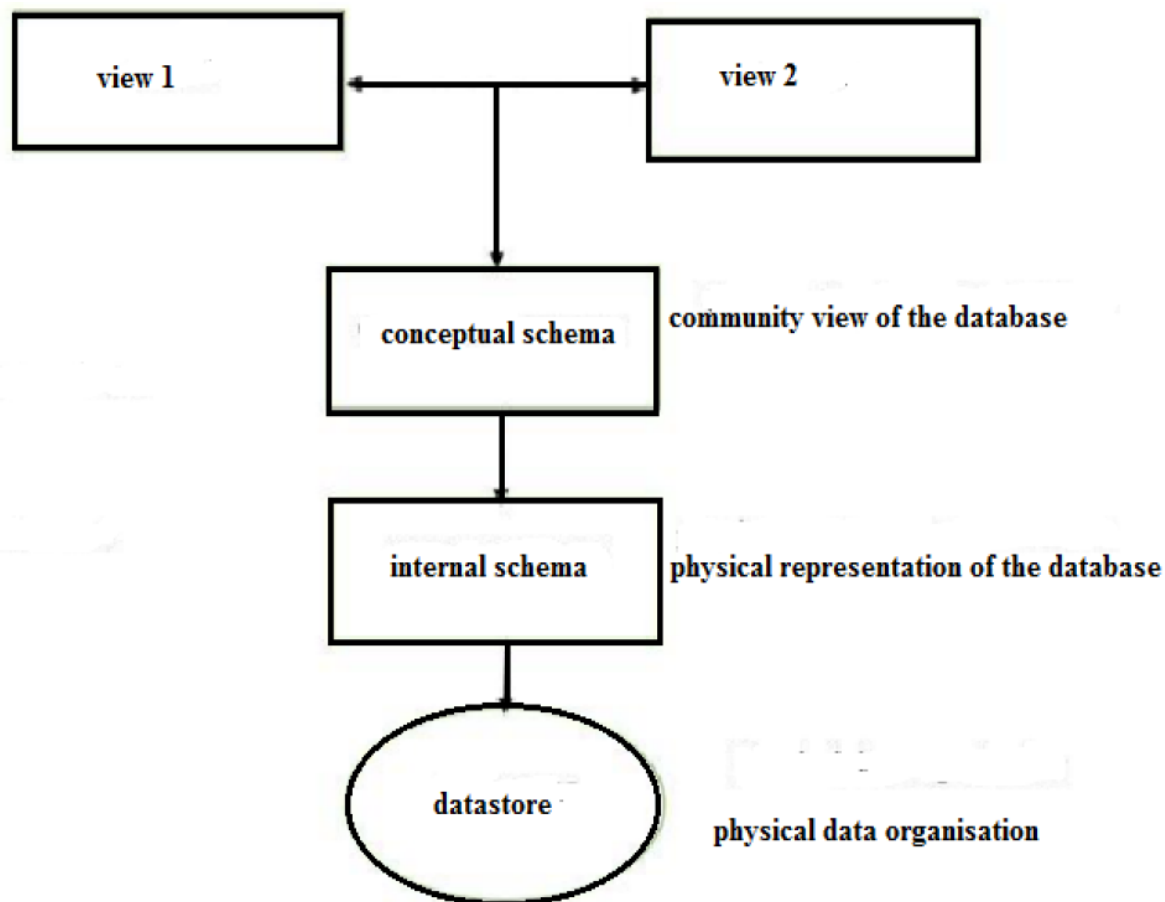 view 1
view 2
conceptual schema
community view of the database
internal schema
physical representation of the database
datastore
physical data organisation